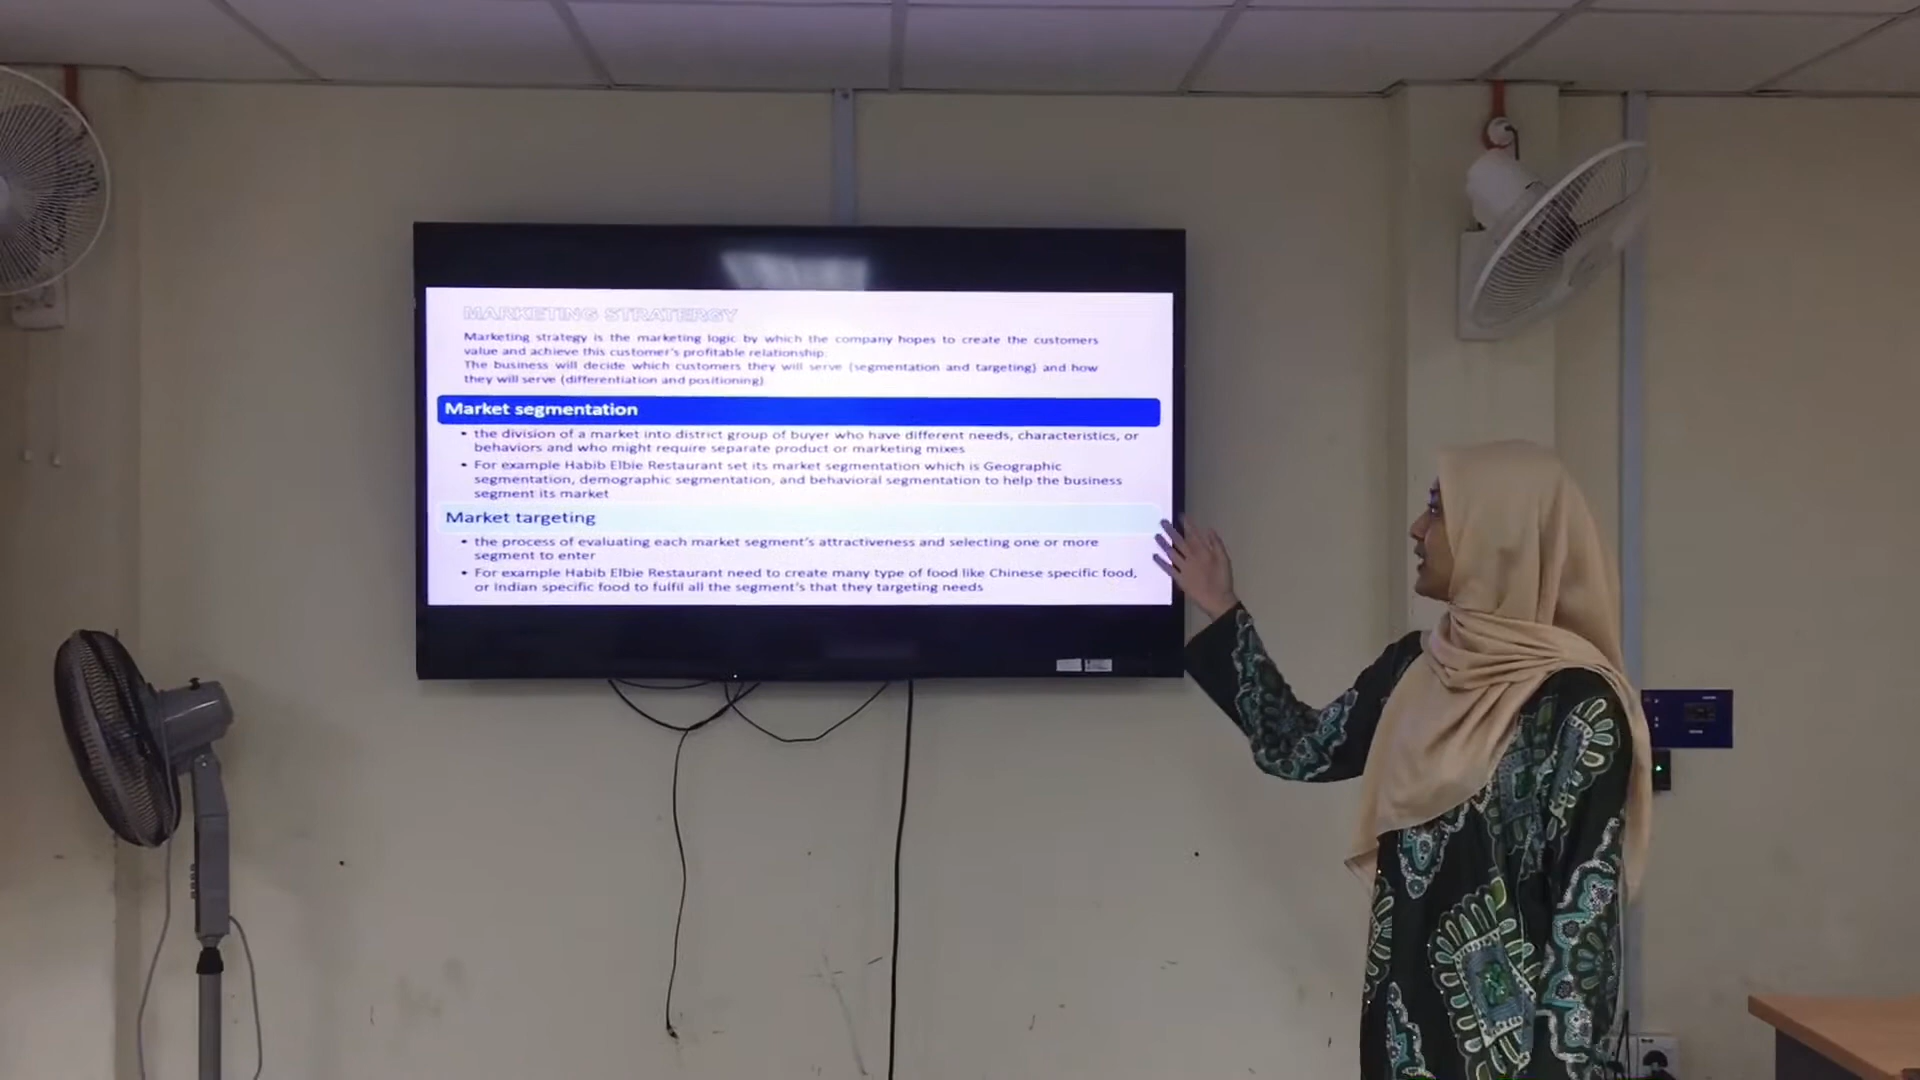 MARKETING STRATERGY
Marketing strategy is the marketing logic by which the company hopes to create the customers
value and achieve this customer's profitable relationship.
The business will decide which customers they will serve (segmentation and targeting) and how
they will serve (differentiation and positioning)
Market segmentation
• the division of a market into district group of buyer who have different needs, characteristics, or
behaviors and who might require separate product or marketing mixes
• For example Habib Elbie Restaurant set its market segmentation which is Geographic
segmentation, demographic segmentation, and behavioral segmentation to help the business
segment its market
Market targeting
• the process of evaluating each market segment's attractiveness and selecting one or more
segment to enter
• For example Habib Elbie Restaurant need to create many type of food like Chinese specific food,
or Indian specific food to fulfil all the segment's that they targeting needs